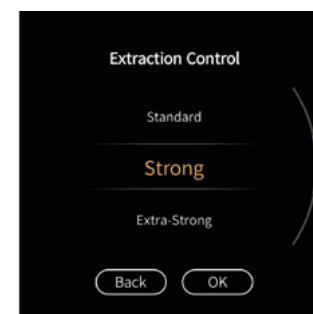 Extraction Control
Standard
Strong
Extra-Strong
Back OK